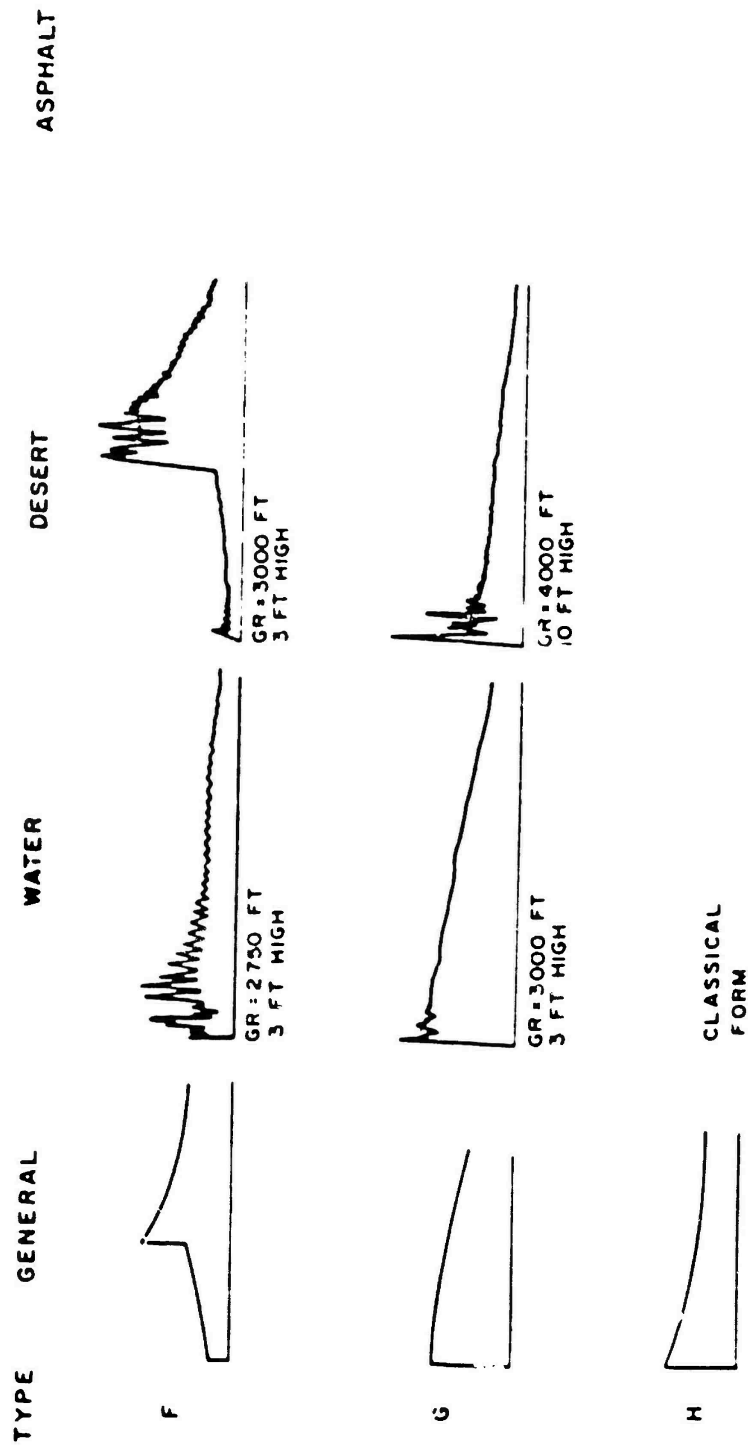 TYPE GENERAL WATER DESERT ASPHALT
F
GR = 2750 FT
3 FT HIGH
GR = 3000 FT
3 FT HIGH
G
GR = 3000 FT
3 FT HIGH
GR = 4000 FT
10 FT HIGH
H
CLASSICAL
FORM